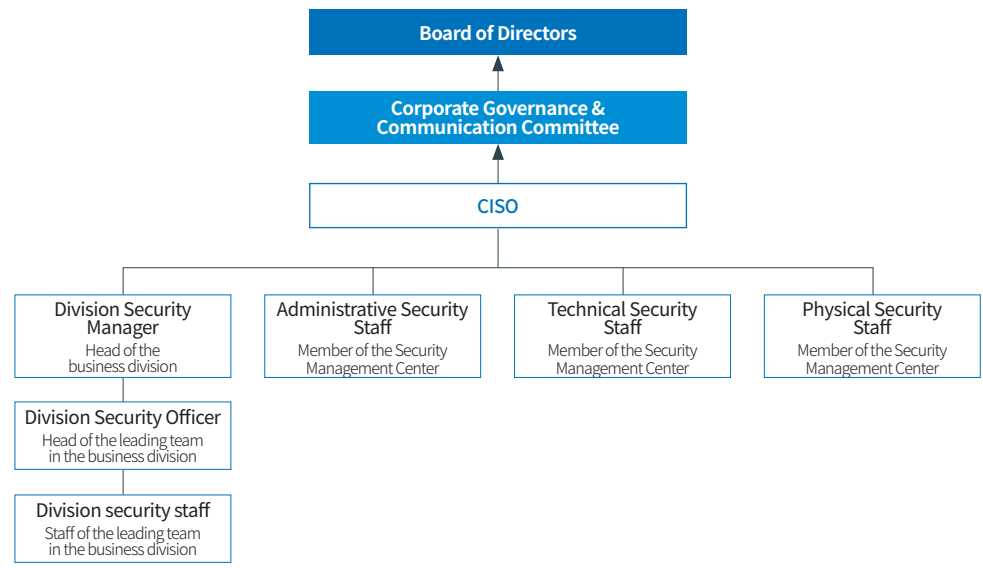 Board of Directors
Corporate Governance &
Communication Committee
CISO
Division Security
Manager
Head of the
business division
Administrative Security
Staff
Member of the Security
Management Center
Technical Security
Staff
Member of the Security
Management Center
Physical Security
Staff
Member of the Security
Management Center
Division Security Officer
Head of the leading team
in the business division
Division security staff
Staff of the leading team
in the business division